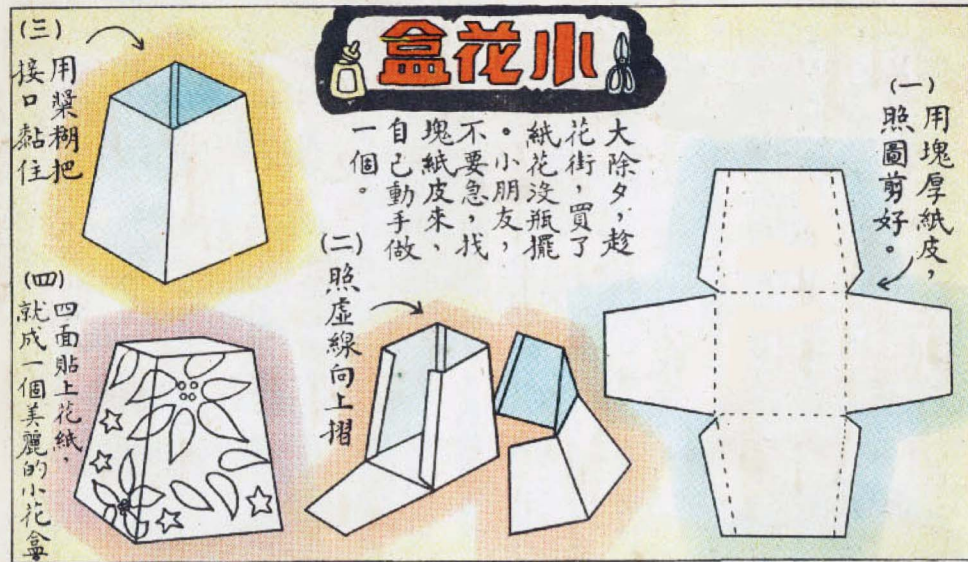 小花盒
大除夕，趁
花街，買了
紙花没瓶擺
。小朋友，
不要急，找
塊紙皮來，
自己動手做
一個。
(一)
用塊厚紙皮，
照圖剪好。
(二)
照虛線向上摺
(三)
用漿糊把
接口黏住
(四)
四面貼上花紙，
就成一個美麗的小花盒